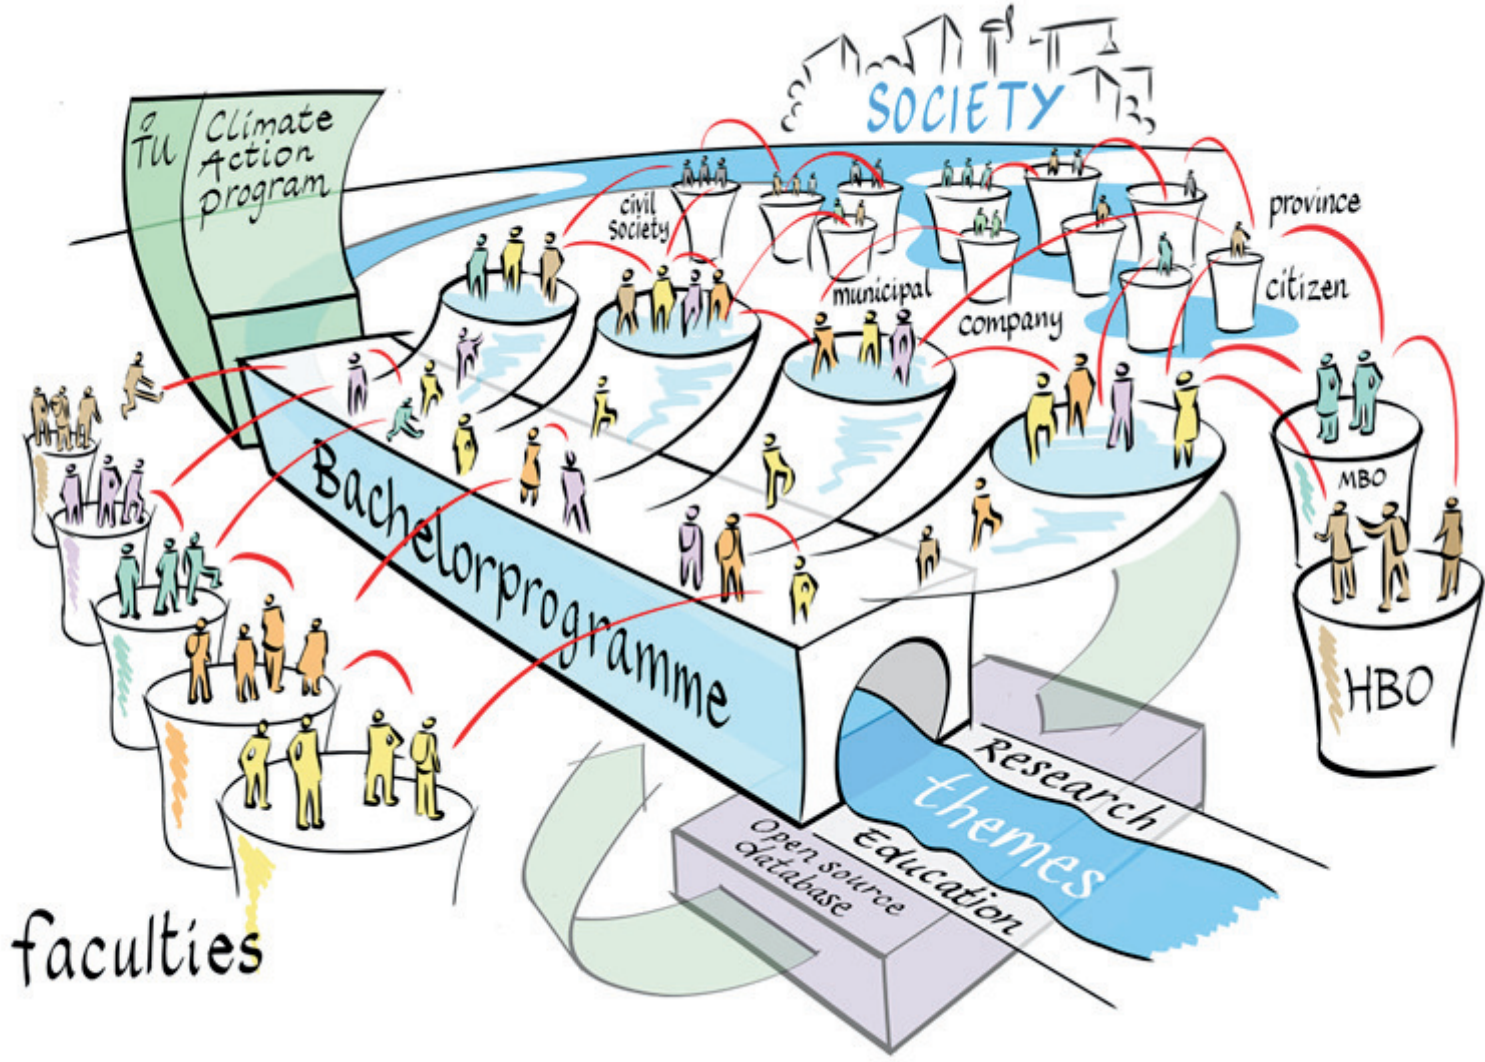 SOCIETY
TU
Climate
Action
program
civil
society
province
citizen
municipal
company
MBO
HBO
Bachelorprogramme
Research
themes
Education
Open source
database
faculties